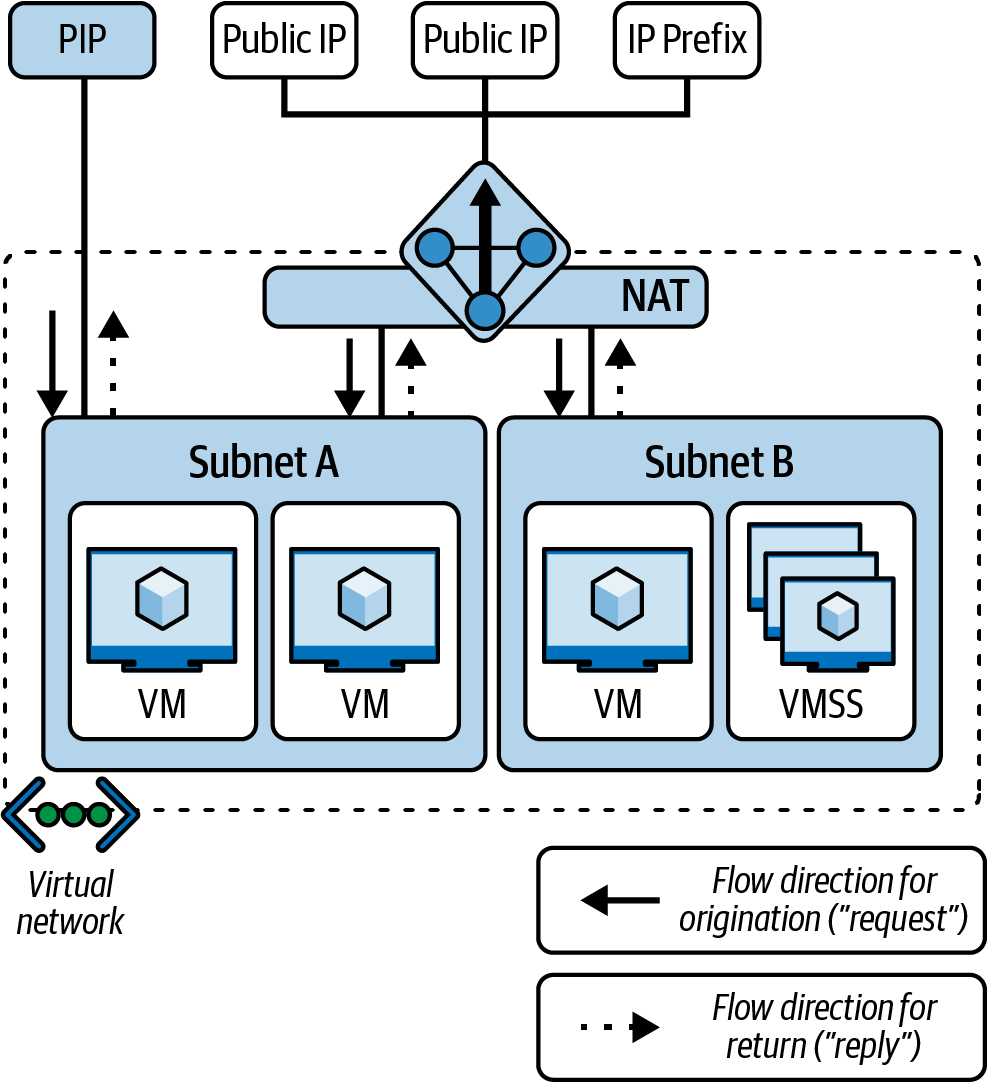 PIP
Public IP
Public IP
IP Prefix
NAT
Subnet A
Subnet B
VM
VM
VM
VMSS
Virtual
network
Flow direction for
origination ("request")
Flow direction for
return ("reply")